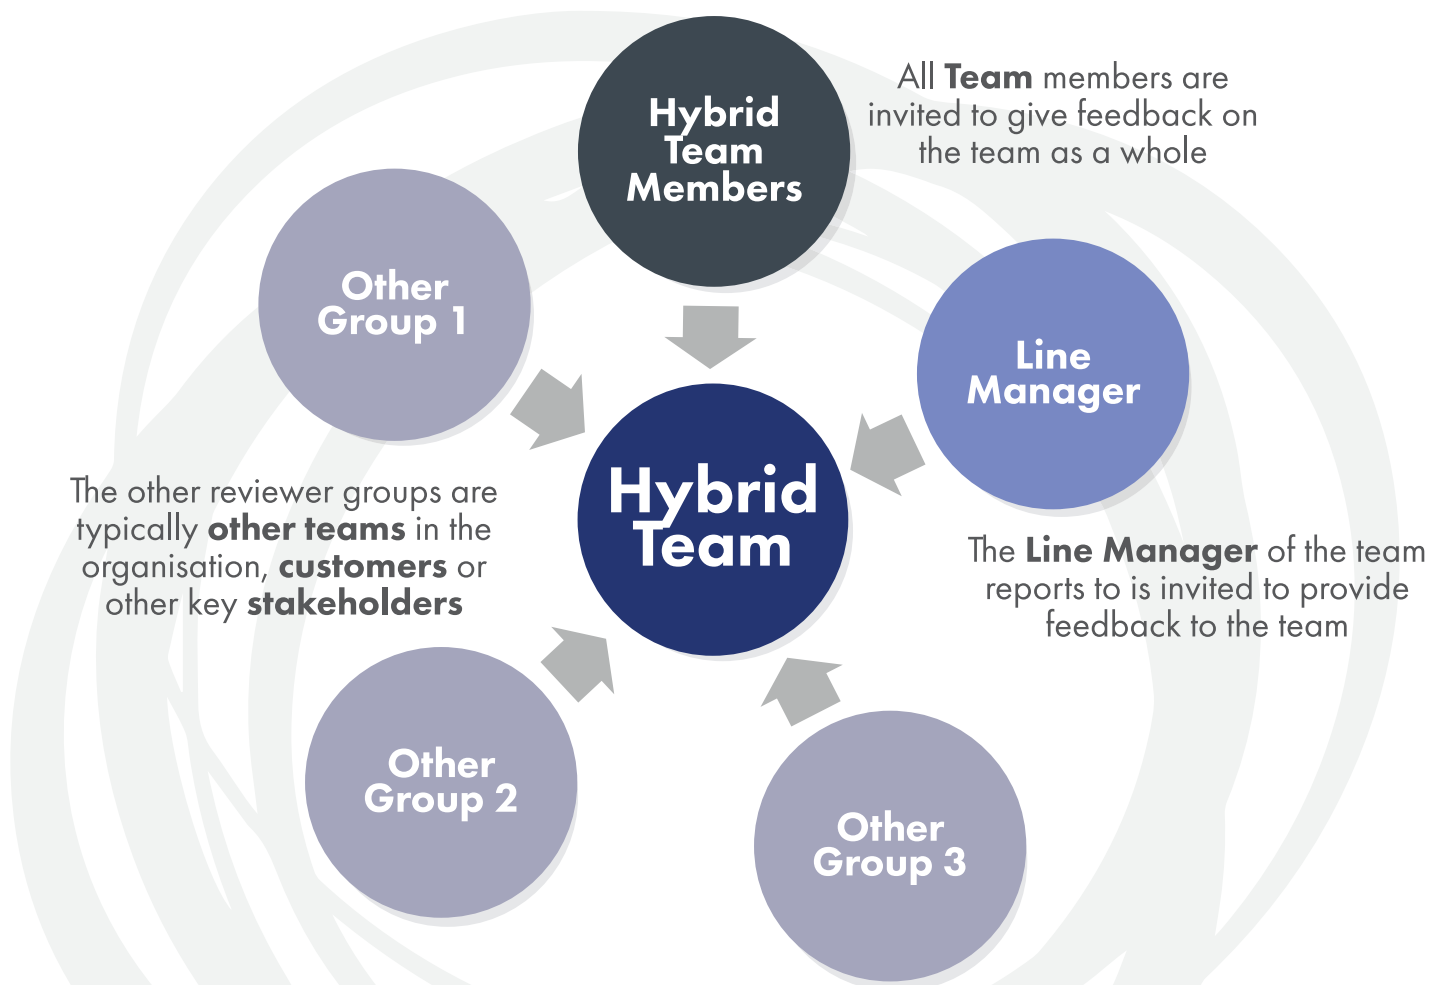 Hybrid
Team
Members
All Team members are
invited to give feedback on
the team as a whole
Other
Group 1
Line
Manager
Hybrid
Team
The other reviewer groups are
typically other teams in the
organisation, customers or
other key stakeholders
The Line Manager of the team
reports to is invited to provide
feedback to the team
Other
Group 2
Other
Group 3